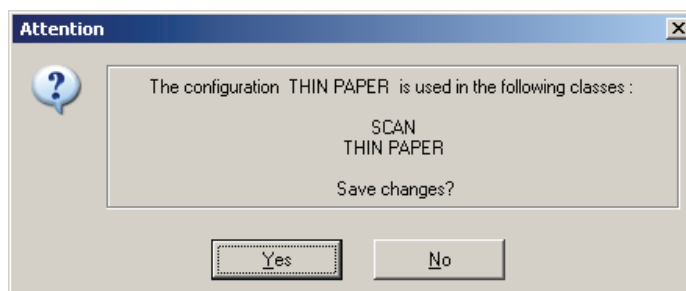 Attention
The configuration THIN PAPER is used in the following classes :
SCAN
THIN PAPER
Save changes?
Yes
No